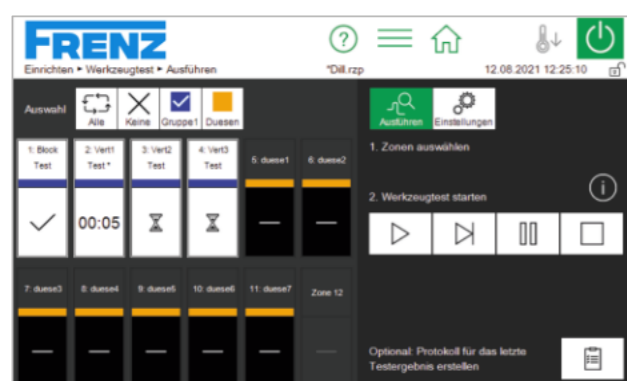 FRENZ
Einrichten ▸ Werkzeugtest ▸ Ausführen
*Dill.rzp
12.08.2021 12:25:10
Auswahl
Alle
Keine
Gruppe1
Duesen
Ausführen
Einstellungen
1: Block
Test
2: Vert1
Test *
3: Vert2
Test
4: Vert3
Test
5: duese1
6: duese2
00:05
1. Zonen auswählen
2. Werkzeugtest starten
7: duese3
8: duese4
9: duese5
10: duese6
11: duese7
Zone 12
Optional: Protokoll für das letzte
Testergebnis erstellen